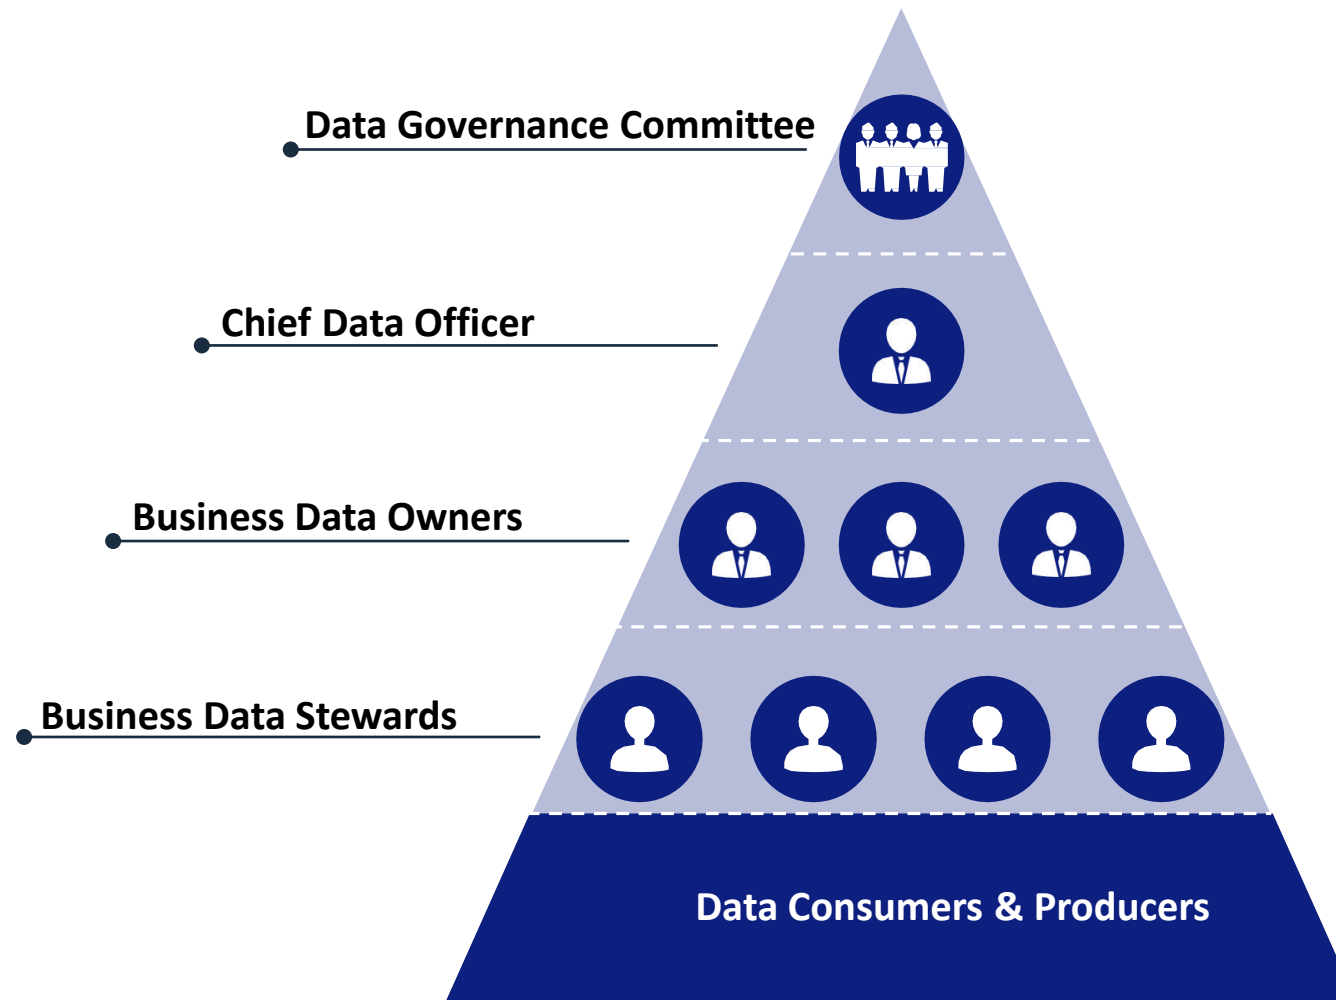 Data Governance Committee
Chief Data Officer
Business Data Owners
Business Data Stewards
Data Consumers & Producers